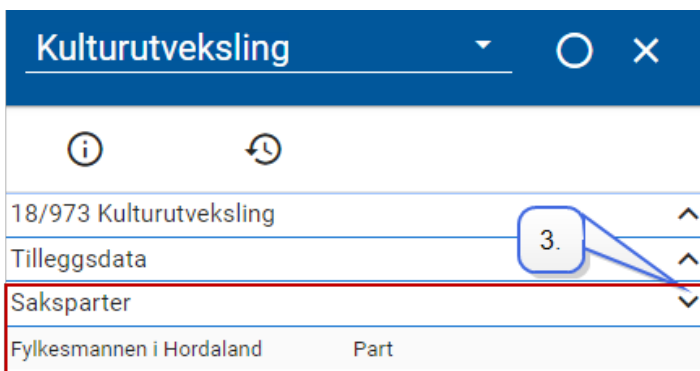 Kulturutveksling
18/973 Kulturutveksling
3.
Tilleggsdata
Saksparter
Fylkesmannen i Hordaland Part